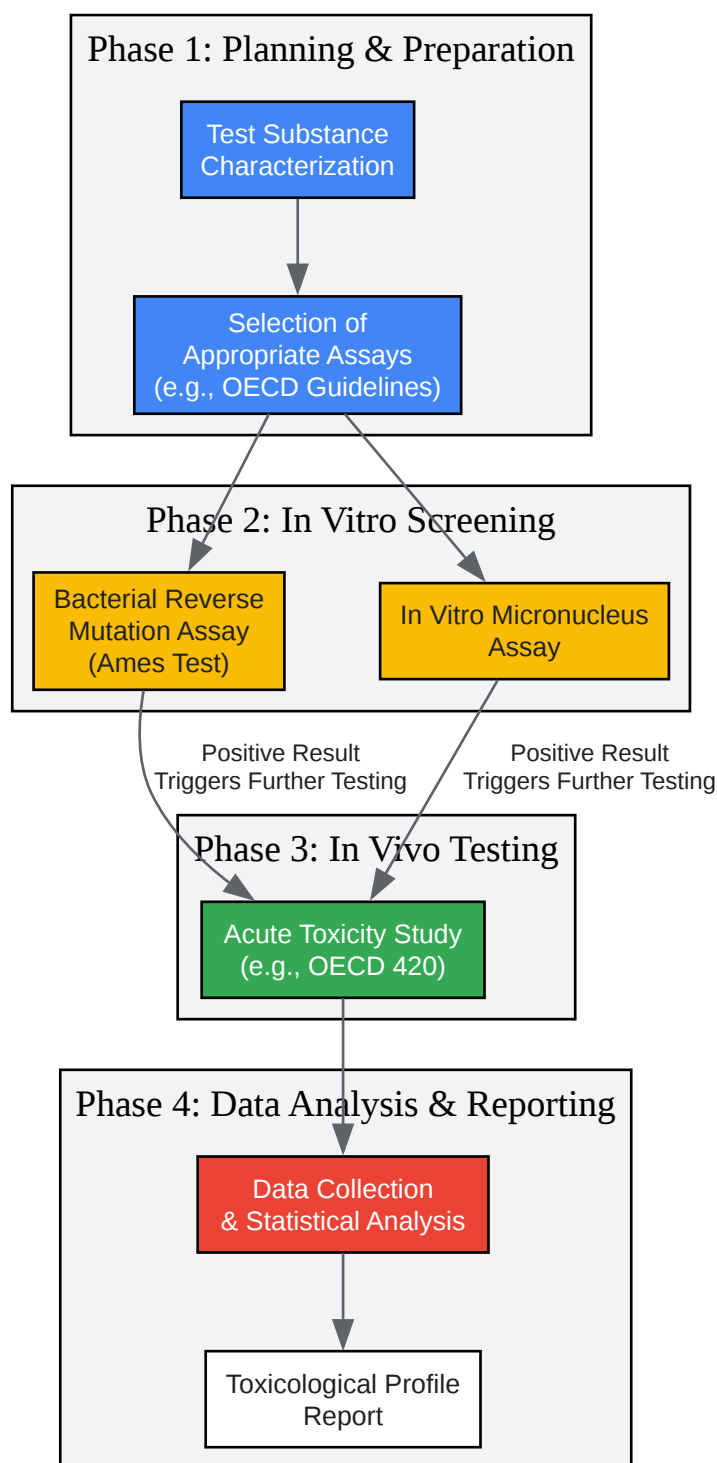 Phase 1: Planning & Preparation
Test Substance
Characterization
Selection of
Appropriate Assays
(e.g., OECD Guidelines)
Phase 2: In Vitro Screening
Bacterial Reverse
Mutation Assay
(Ames Test)
In Vitro Micronucleus
Assay
Positive Result
Triggers Further Testing
Positive Result
Triggers Further Testing
Phase 3: In Vivo Testing
Acute Toxicity Study
(e.g., OECD 420)
Phase 4: Data Analysis & Reporting
Data Collection
& Statistical Analysis
Toxicological Profile
Report